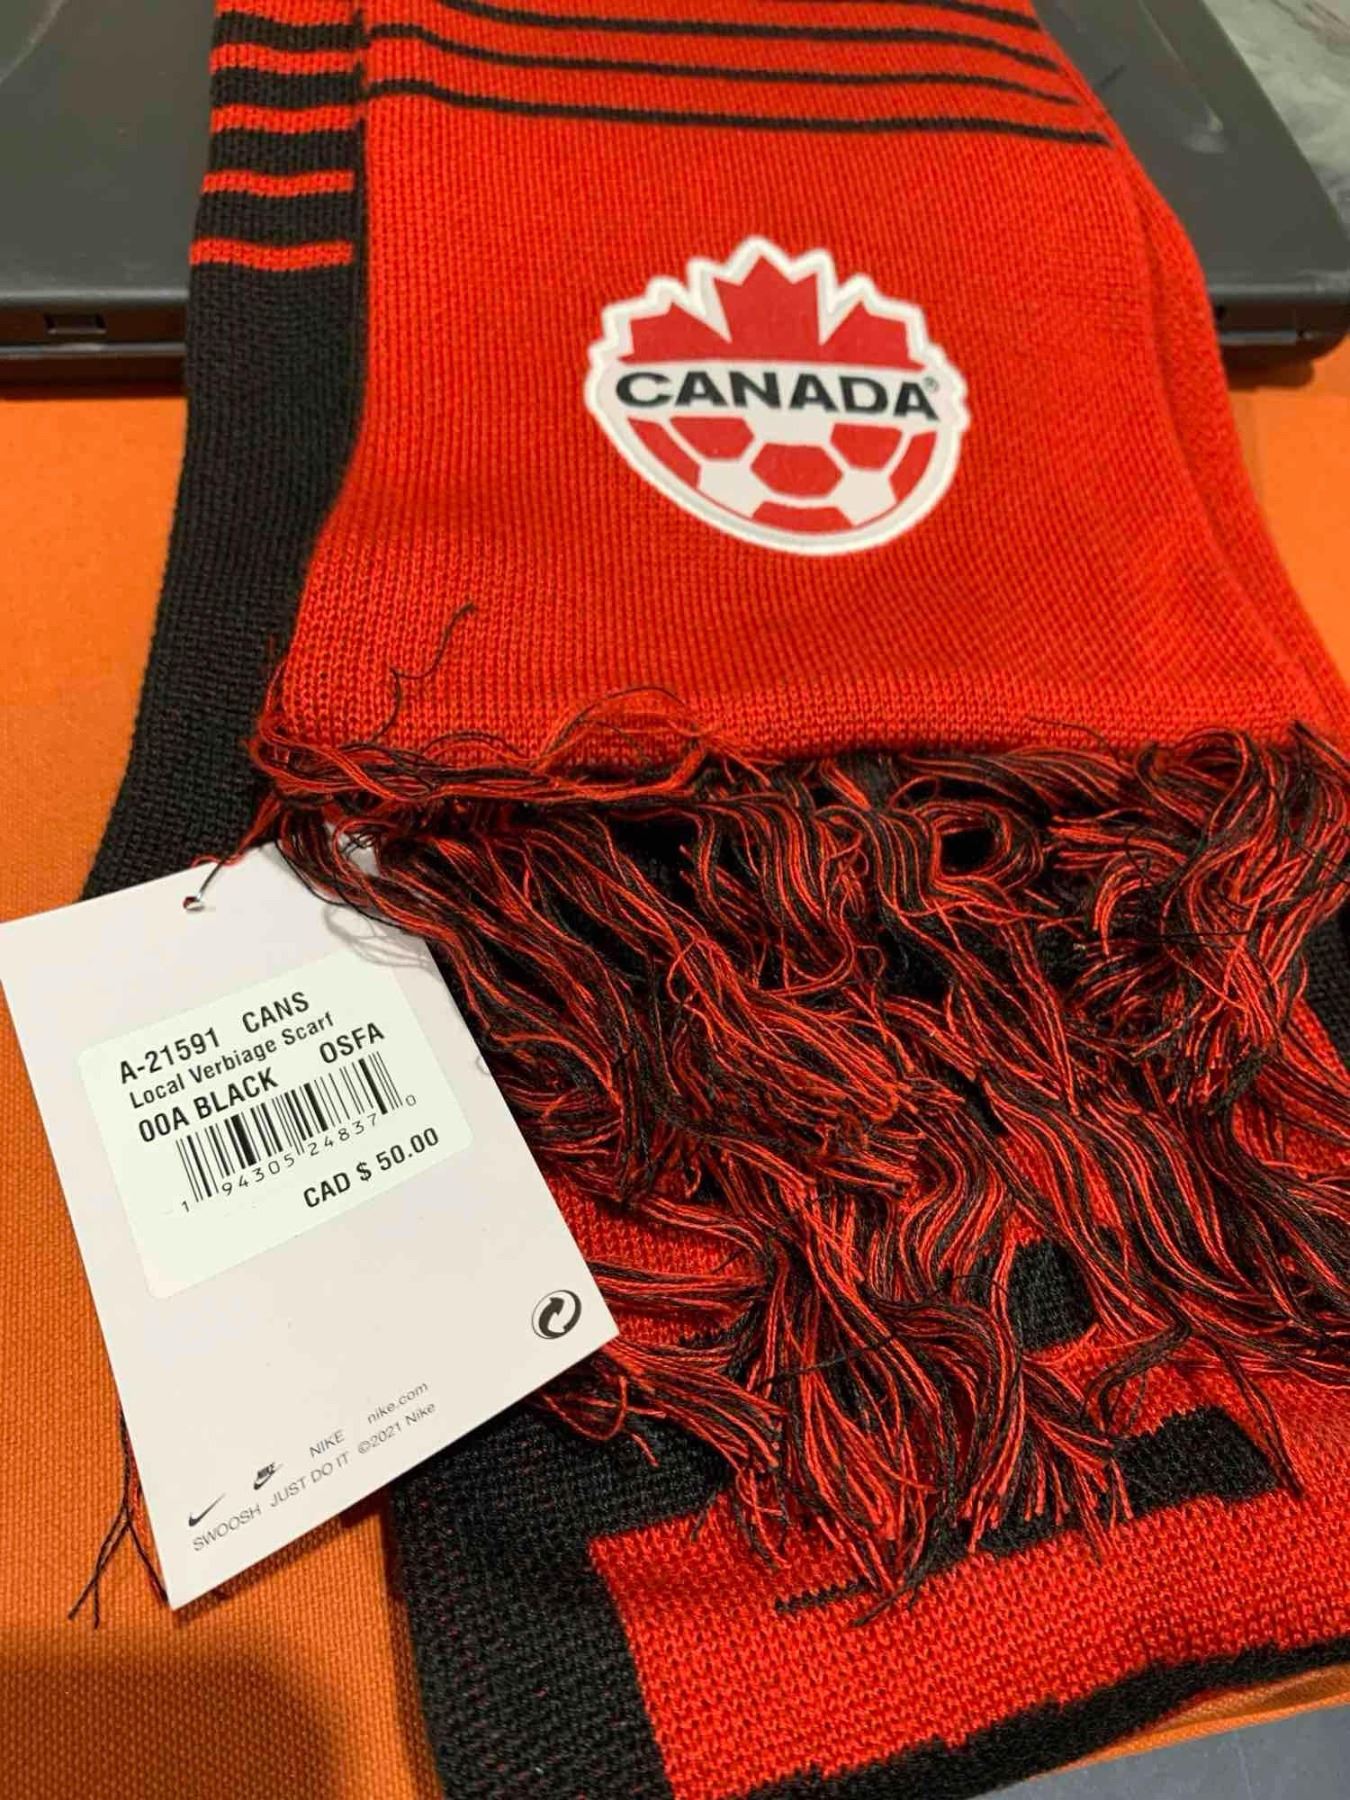 CANADA®
A-21591 CANS
Local Verbiage Scarf
00A BLACK OSFA
1 94305 24837 0
CAD $ 50.00
NIKE nike.com
SWOOSH JUST DO IT ©2021 Nike